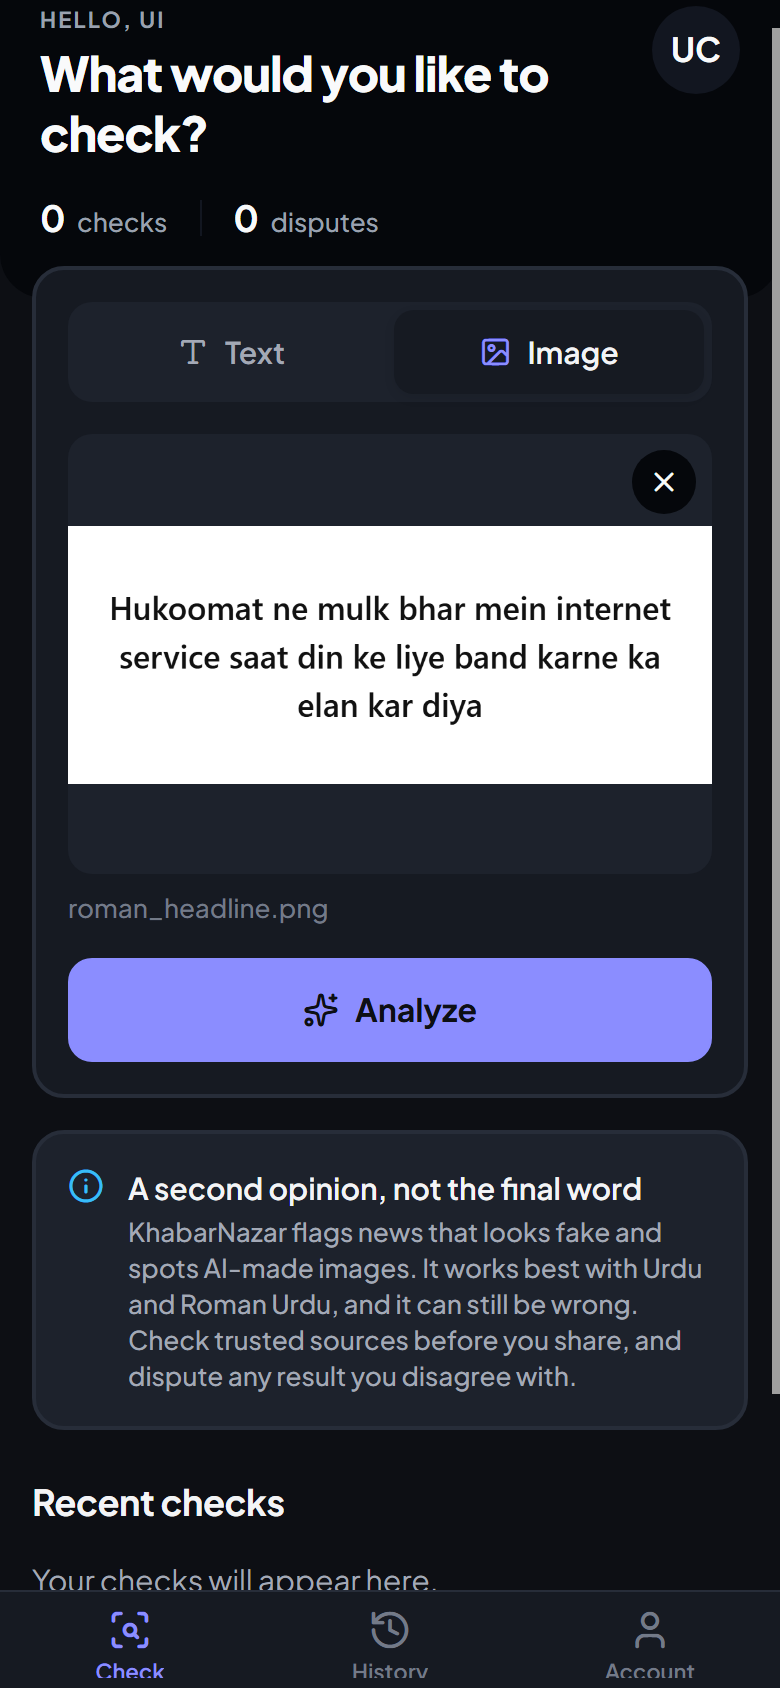 HELLO, UI
What would you like to
check?
UC
0 checks
0 disputes
Text
Image
Hukoomat ne mulk bhar mein internet
service saat din ke liye band karne ka
elan kar diya
roman_headline.png
Analyze
A second opinion, not the final word
KhabarNazar flags news that looks fake and
spots AI-made images. It works best with Urdu
and Roman Urdu, and it can still be wrong.
Check trusted sources before you share, and
dispute any result you disagree with.
Recent checks
Your checks will appear here.
Check
History
Account